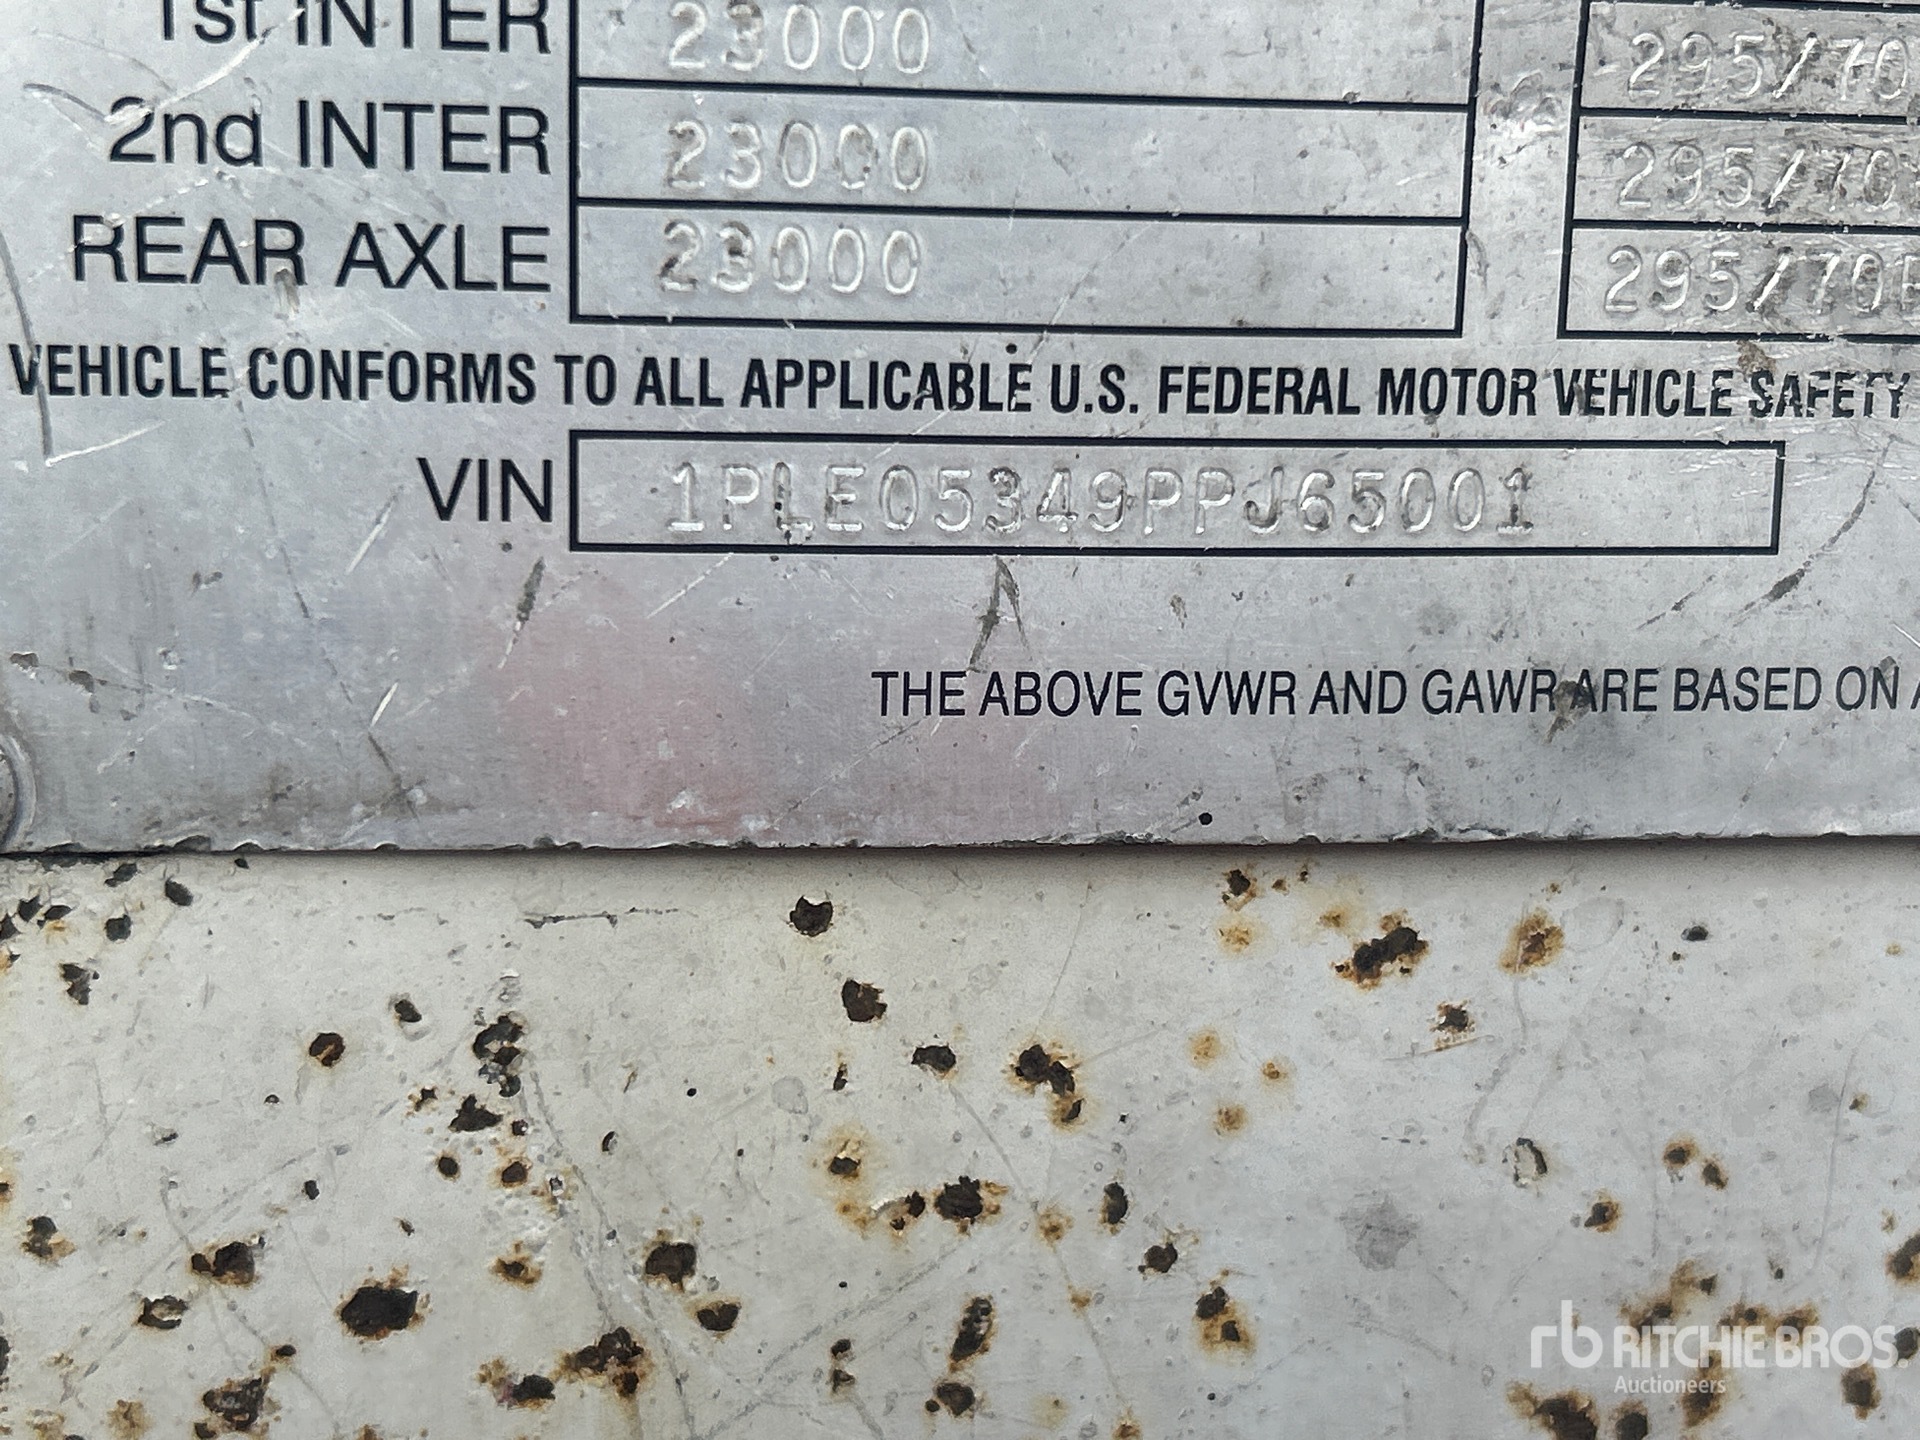 1st INTER 23000 295/70
2nd INTER 23000 295/70
REAR AXLE 23000 295/70
VEHICLE CONFORMS TO ALL APPLICABLE U.S. FEDERAL MOTOR VEHICLE SAFETY
VIN 1PLE05349PPJ65001
THE ABOVE GVWR AND GAWR ARE BASED ON
rb RITCHIE BROS.
Auctioneers